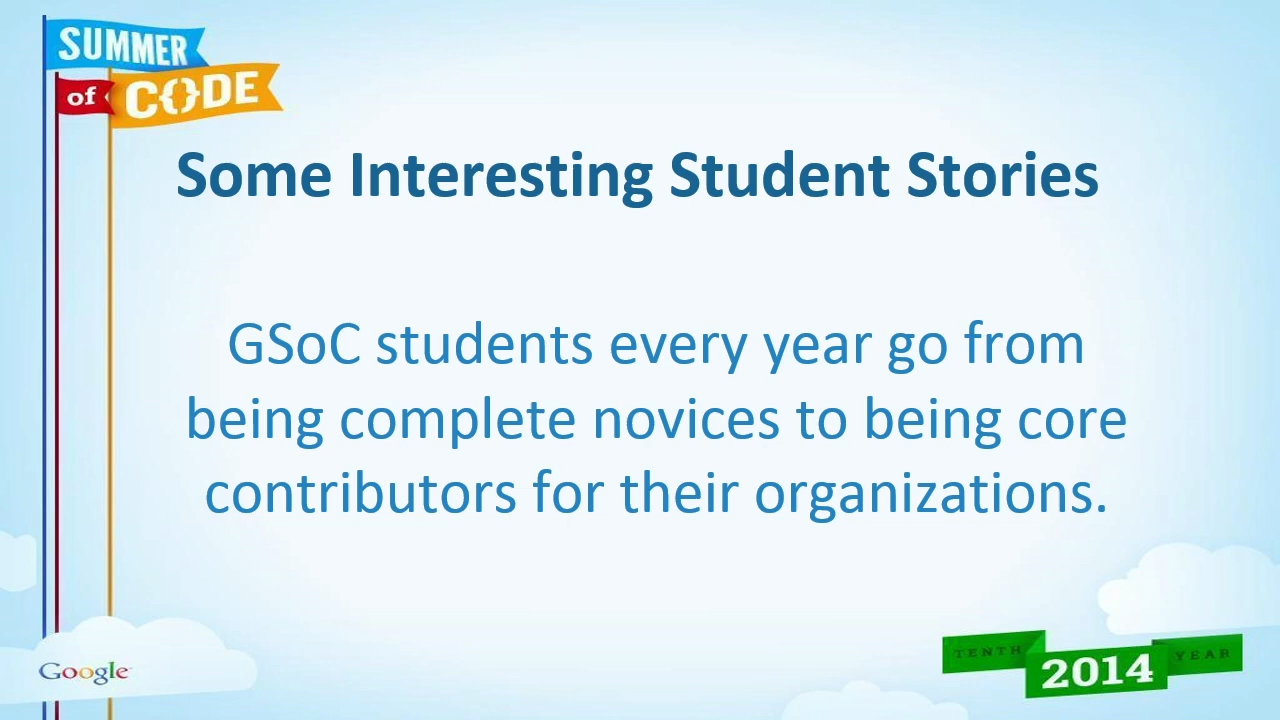 SUMMER
of C{}DE
Some Interesting Student Stories
GSoC students every year go from
being complete novices to being core
contributors for their organizations.
Google
TENTH 2014 YEAR